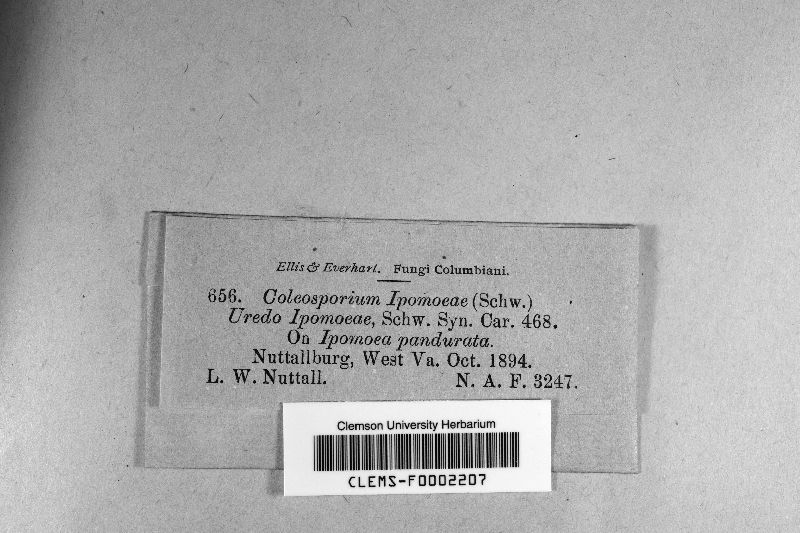 Ellis & Everhart. Fungi Columbiani.
656. Coleosporium Ipomoeae (Schw.)
Uredo Ipomoeae, Schw. Syn. Car. 468.
On Ipomoea pandurata.
Nuttallburg, West Va. Oct. 1894.
L. W. Nuttall. N. A. F. 3247.
Clemson University Herbarium
CLEMS-F0002207